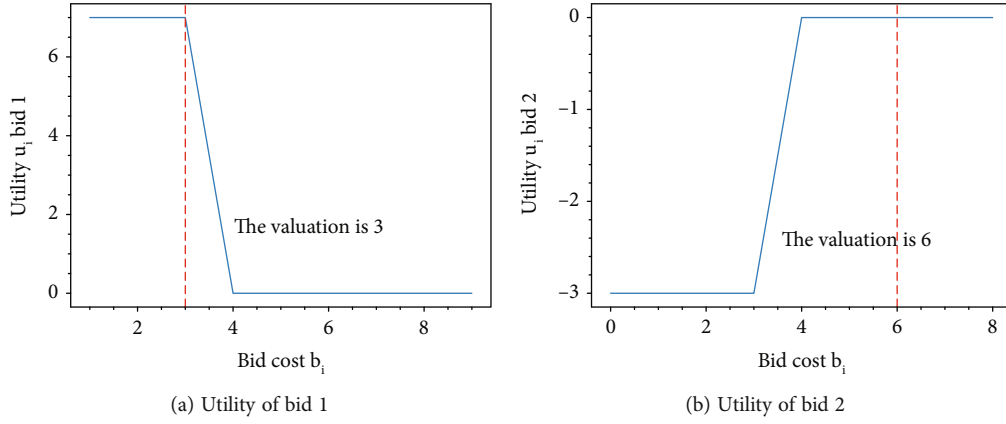 6
4
2
0
Utility u_i bid 1
The valuation is 3
2 4 6 8
Bid cost b_i
(a) Utility of bid 1
−0
−1
−2
−3
Utility u_i bid 2
The valuation is 6
0 2 4 6 8
Bid cost b_i
(b) Utility of bid 2